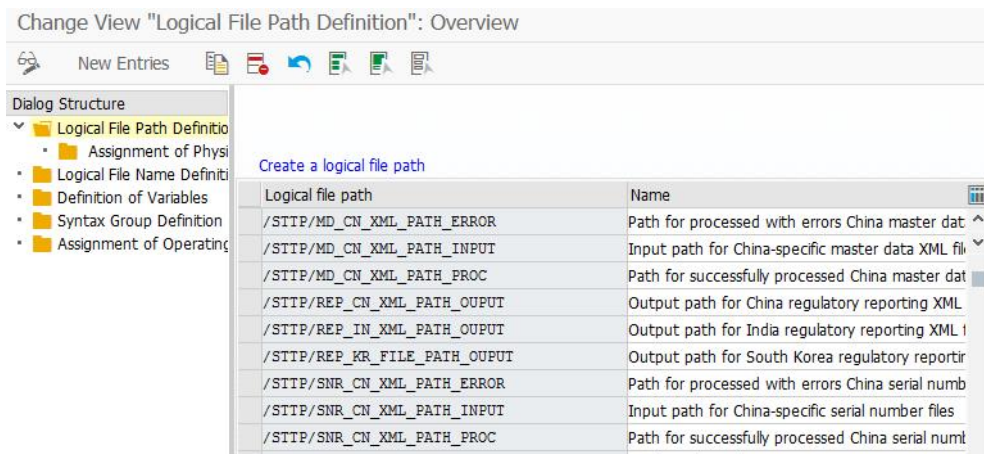 Change View "Logical File Path Definition": Overview
New Entries
Dialog Structure
Logical File Path Definitio
Assignment of Physi
Logical File Name Definiti
Definition of Variables
Syntax Group Definition
Assignment of Operating
Create a logical file path
Logical file path Name
/STTP/MD_CN_XML_PATH_ERROR Path for processed with errors China master dat
/STTP/MD_CN_XML_PATH_INPUT Input path for China-specific master data XML file
/STTP/MD_CN_XML_PATH_PROC Path for successfully processed China master dat
/STTP/REP_CN_XML_PATH_OUPUT Output path for China regulatory reporting XML
/STTP/REP_IN_XML_PATH_OUPUT Output path for India regulatory reporting XML f
/STTP/REP_KR_FILE_PATH_OUPUT Output path for South Korea regulatory reportin
/STTP/SNR_CN_XML_PATH_ERROR Path for processed with errors China serial numb
/STTP/SNR_CN_XML_PATH_INPUT Input path for China-specific serial number files
/STTP/SNR_CN_XML_PATH_PROC Path for successfully processed China serial numb